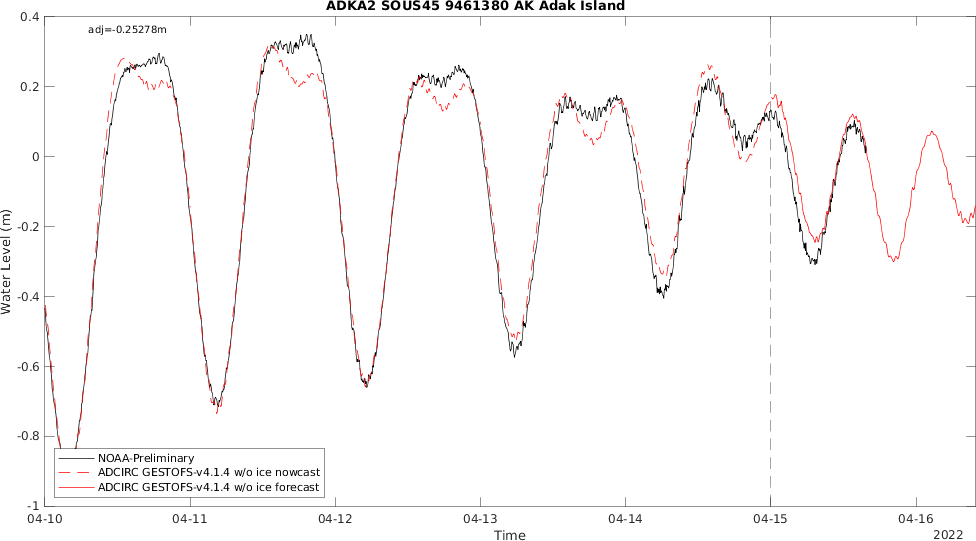 ADKA2 SOUS45 9461380 AK Adak Island
adj=-0.25278m
0.4
0.2
0
-0.2
-0.4
-0.6
-0.8
-1
Water Level (m)
NOAA-Preliminary
ADCIRC GESTOFS-v4.1.4 w/o ice nowcast
ADCIRC GESTOFS-v4.1.4 w/o ice forecast
04-10 04-11 04-12 04-13 04-14 04-15 04-16
Time
2022